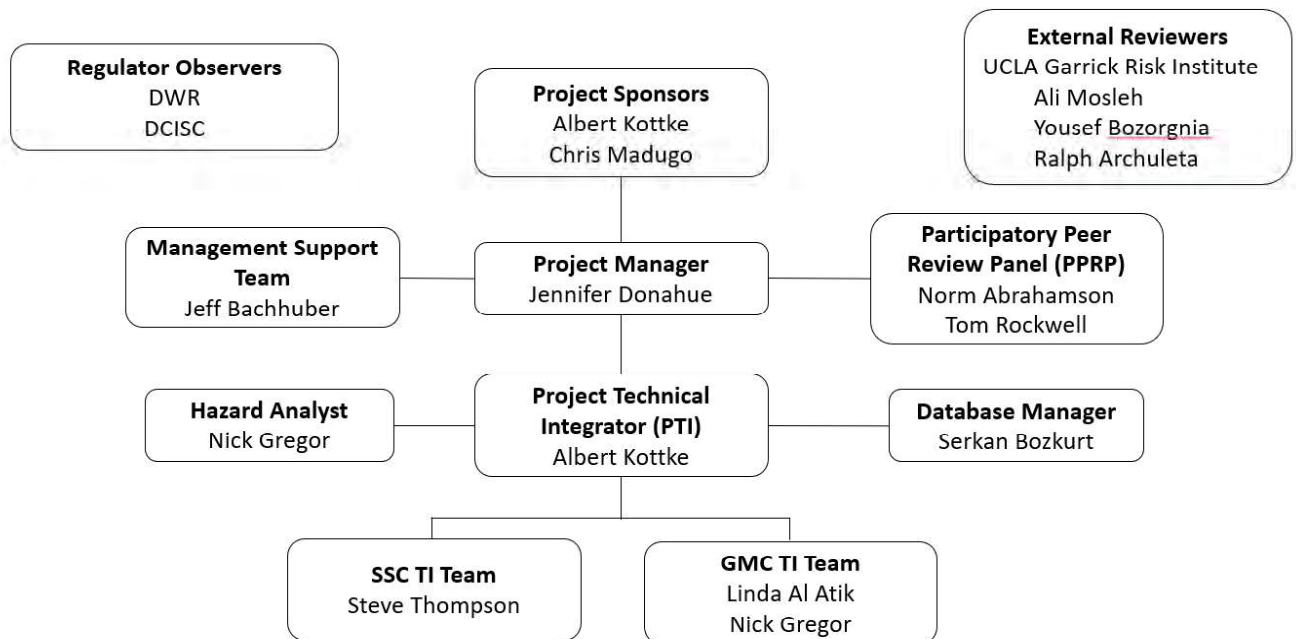 Regulator Observers
DWR
DCISC
Project Sponsors
Albert Kottke
Chris Madugo
External Reviewers
UCLA Garrick Risk Institute
Ali Mosleh
Yousef Bozorgnia
Ralph Archuleta
Management Support
Team
Jeff Bachhuber
Project Manager
Jennifer Donahue
Participatory Peer
Review Panel (PPRP)
Norm Abrahamson
Tom Rockwell
Hazard Analyst
Nick Gregor
Project Technical
Integrator (PTI)
Albert Kottke
Database Manager
Serkan Bozkurt
SSC TI Team
Steve Thompson
GMC TI Team
Linda Al Atik
Nick Gregor